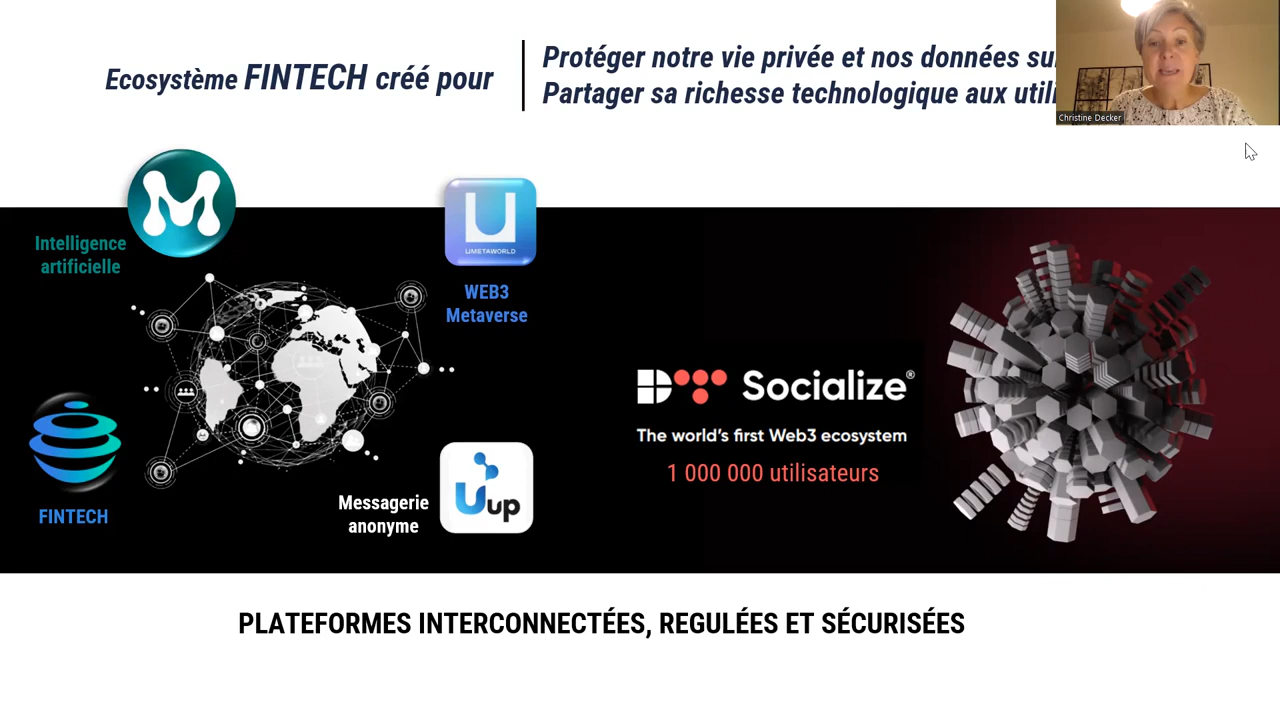 Ecosystème FINTECH créé pour
Protéger notre vie privée et nos données
Partager sa richesse technologique aux
Christine Decker
Intelligence
artificielle
UMETAWORLD
WEB3
Metaverse
Socialize®
The world's first Web3 ecosystem
1 000 000 utilisateurs
Messagerie
anonyme
Uup
FINTECH
PLATEFORMES INTERCONNECTÉES, REGULÉES ET SÉCURISÉES